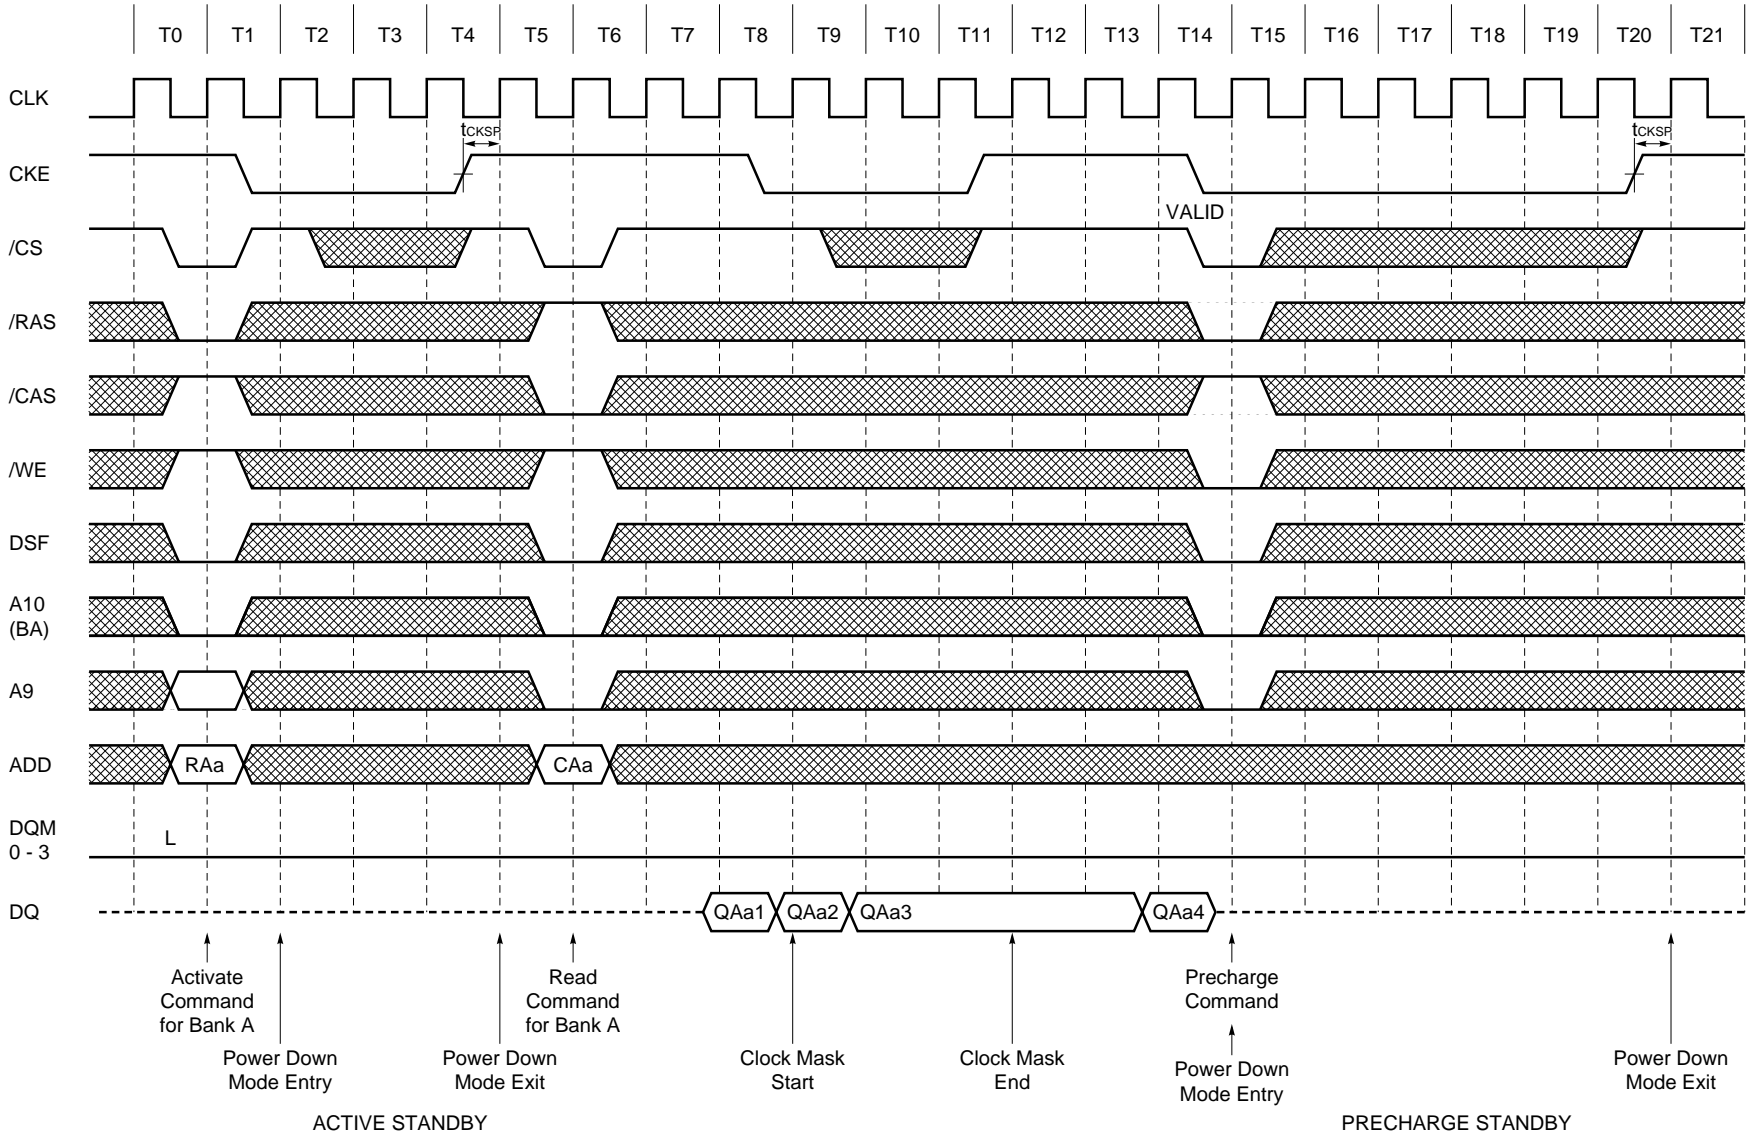 T0 T1 T2 T3 T4 T5 T6 T7 T8 T9 T10 T11 T12 T13 T14 T15 T16 T17 T18 T19 T20 T21
CLK
tCKSP tCKSP
CKE
VALID
/CS
/RAS
/CAS
/WE
DSF
A10
(BA)
A9
ADD RAa CAa
DQM
0 - 3 L
DQ QAa1 QAa2 QAa3 QAa4
Activate
Command
for Bank A
Read
Command
for Bank A
Precharge
Command
Power Down
Mode Entry
Power Down
Mode Exit
Clock Mask
Start
Clock Mask
End
Power Down
Mode Entry
Power Down
Mode Exit
ACTIVE STANDBY
PRECHARGE STANDBY